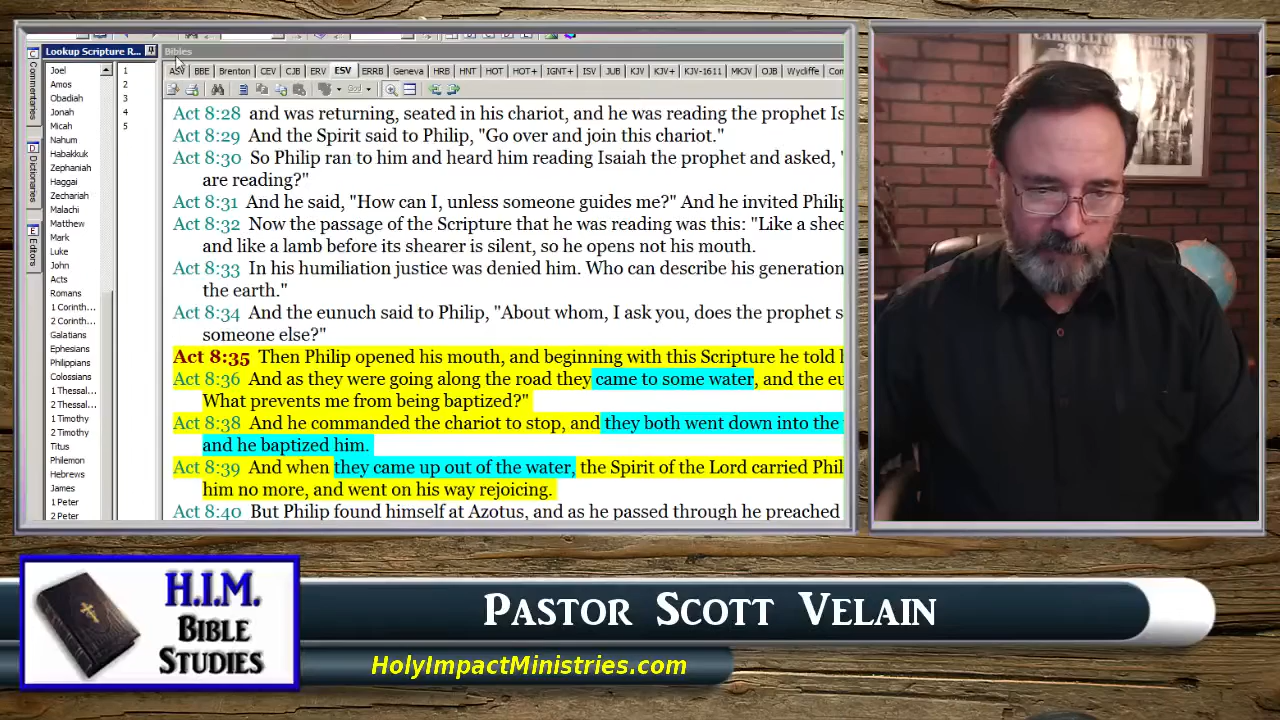 Lookup Scripture R...
Bibles
ASV BBE Brenton CEV CJB ERV ESV ERRB Geneva HRB HNT HOT HOT+ IGNT+ ISV JUB KJV KJV+ KJV-1611 MKJV OJB Wycliffe Com
Commentaries
Dictionaries
Editors
Joel
Amos
Obadiah
Jonah
Micah
Nahum
Habakkuk
Zephaniah
Haggai
Zechariah
Malachi
Matthew
Mark
Luke
John
Acts
Romans
1 Corinth...
2 Corinth...
Galatians
Ephesians
Philippians
Colossians
1 Thessal...
2 Thessal...
1 Timothy
2 Timothy
Titus
Philemon
Hebrews
James
1 Peter
2 Peter
1
2
3
4
5
God
Act 8:28 and was returning, seated in his chariot, and he was reading the prophet Is
Act 8:29 And the Spirit said to Philip, "Go over and join this chariot."
Act 8:30 So Philip ran to him and heard him reading Isaiah the prophet and asked, "
are reading?"
Act 8:31 And he said, "How can I, unless someone guides me?" And he invited Philip
Act 8:32 Now the passage of the Scripture that he was reading was this: "Like a shee
and like a lamb before its shearer is silent, so he opens not his mouth.
Act 8:33 In his humiliation justice was denied him. Who can describe his generation
the earth."
Act 8:34 And the eunuch said to Philip, "About whom, I ask you, does the prophet s
someone else?"
Act 8:35 Then Philip opened his mouth, and beginning with this Scripture he told h
Act 8:36 And as they were going along the road they came to some water, and the eu
What prevents me from being baptized?"
Act 8:38 And he commanded the chariot to stop, and they both went down into the
and he baptized him.
Act 8:39 And when they came up out of the water, the Spirit of the Lord carried Phil
him no more, and went on his way rejoicing.
Act 8:40 But Philip found himself at Azotus, and as he passed through he preached
CARROLLTON WARRIORS
H.I.M.
BIBLE
STUDIES
PASTOR SCOTT VELAIN
HolyImpactMinistries.com